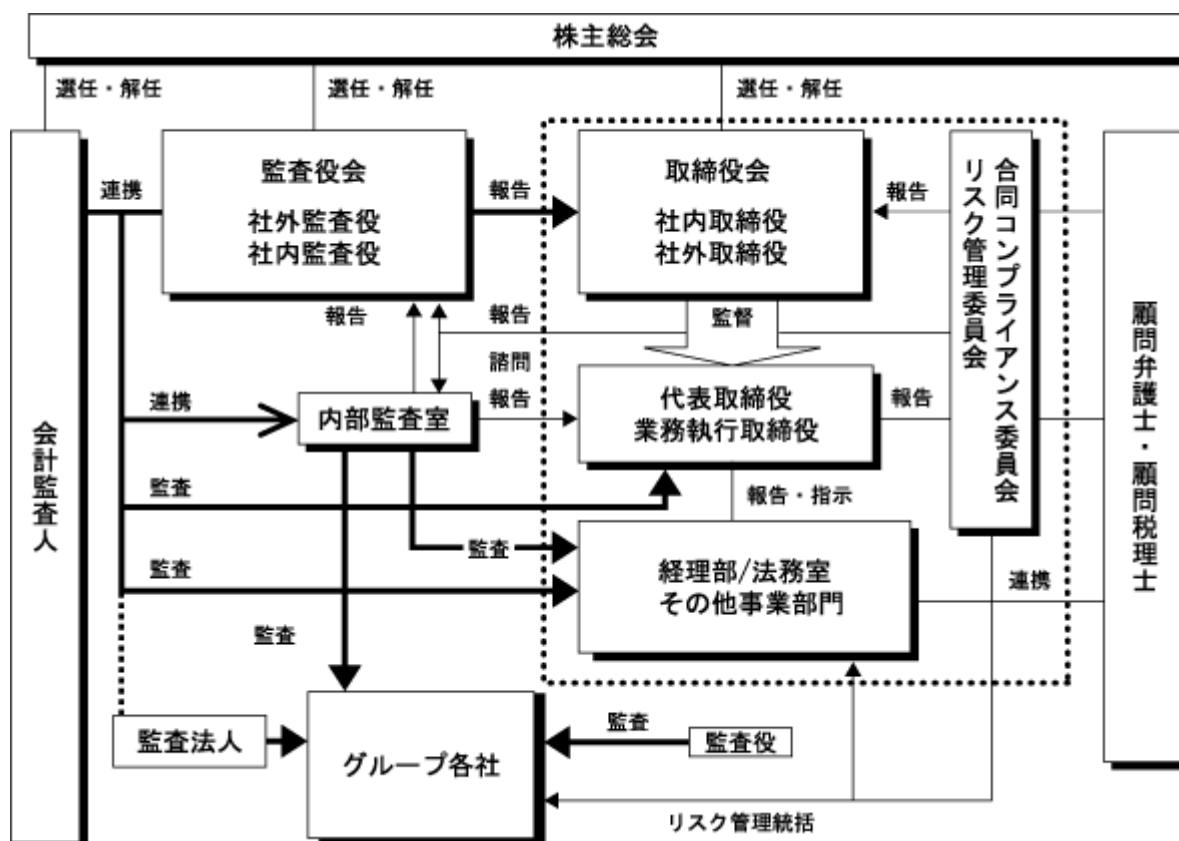 株主総会
選任・解任
選任・解任
選任・解任
監査役会
社外監査役
社内監査役
取締役会
社内取締役
社外取締役
合同コンプライアンス委員会
リスク管理委員会
連携
報告
報告
会計監査人
顧問弁護士・顧問税理士
報告
報告
監督
諮問
連携
内部監査室
報告
代表取締役
業務執行取締役
報告
監査
報告・指示
監査
監査
経理部/法務室
その他事業部門
連携
監査
監査法人
グループ各社
監査
監査役
リスク管理統括